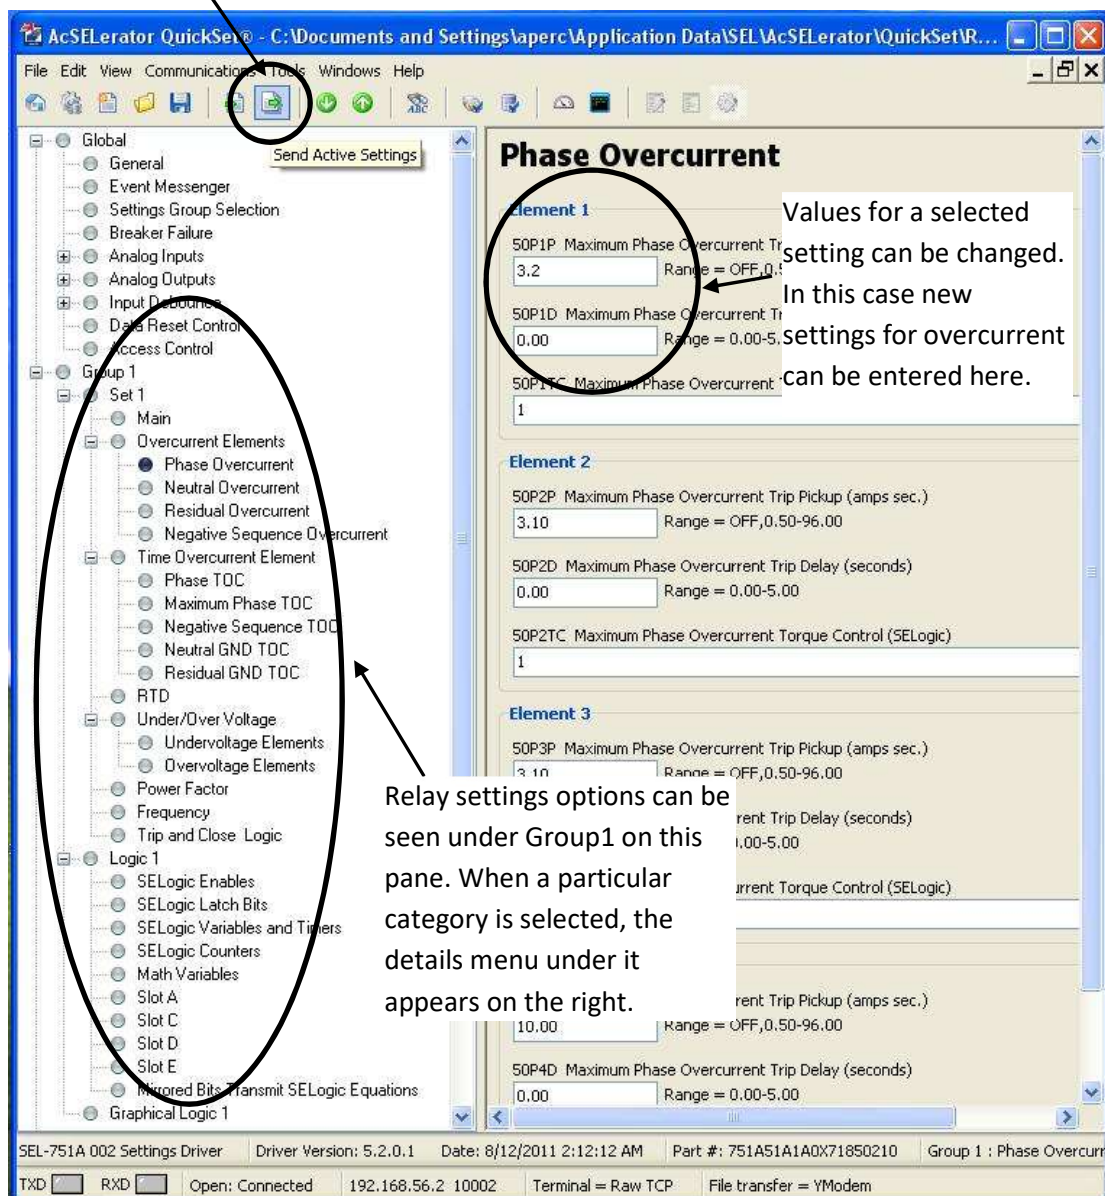 AcSELerator QuickSet® - C:\Documents and Settings\aperc\Application Data\SEL\AcSELerator\QuickSet\R...
File Edit View Communications Tools Windows Help
Send Active Settings
Global
General
Event Messenger
Settings Group Selection
Breaker Failure
Analog Inputs
Analog Outputs
Input Debounce
Data Reset Control
Access Control
Group 1
Set 1
Main
Overcurrent Elements
Phase Overcurrent
Neutral Overcurrent
Residual Overcurrent
Negative Sequence Overcurrent
Time Overcurrent Element
Phase TOC
Maximum Phase TOC
Negative Sequence TOC
Neutral GND TOC
Residual GND TOC
RTD
Under/Over Voltage
Undervoltage Elements
Overvoltage Elements
Power Factor
Frequency
Trip and Close Logic
Logic 1
SELogic Enables
SELogic Latch Bits
SELogic Variables and Timers
SELogic Counters
Math Variables
Slot A
Slot C
Slot D
Slot E
Mirrored Bits Transmit SELogic Equations
Graphical Logic 1
Phase Overcurrent
Element 1
50P1P Maximum Phase Overcurrent Tr
3.2 Range = OFF,0.5
50P1D Maximum Phase Overcurrent Tr
0.00 Range = 0.00-5.
50P1TC Maximum Phase Overcurrent
1
Values for a selected
setting can be changed.
In this case new
settings for overcurrent
can be entered here.
Element 2
50P2P Maximum Phase Overcurrent Trip Pickup (amps sec.)
3.10 Range = OFF,0.50-96.00
50P2D Maximum Phase Overcurrent Trip Delay (seconds)
0.00 Range = 0.00-5.00
50P2TC Maximum Phase Overcurrent Torque Control (SELogic)
1
Element 3
50P3P Maximum Phase Overcurrent Trip Pickup (amps sec.)
3.10 Range = OFF,0.50-96.00
rent Trip Delay (seconds)
.00-5.00
rrent Torque Control (SELogic)
Relay settings options can be
seen under Group1 on this
pane. When a particular
category is selected, the
details menu under it
appears on the right.
rent Trip Pickup (amps sec.)
10.00 Range = OFF,0.50-96.00
50P4D Maximum Phase Overcurrent Trip Delay (seconds)
0.00 Range = 0.00-5.00
SEL-751A 002 Settings Driver Driver Version: 5.2.0.1 Date: 8/12/2011 2:12:12 AM Part #: 751A51A1A0X71850210 Group 1 : Phase Overcurr
TXD RXD Open: Connected 192.168.56.2 10002 Terminal = Raw TCP File transfer = YModem